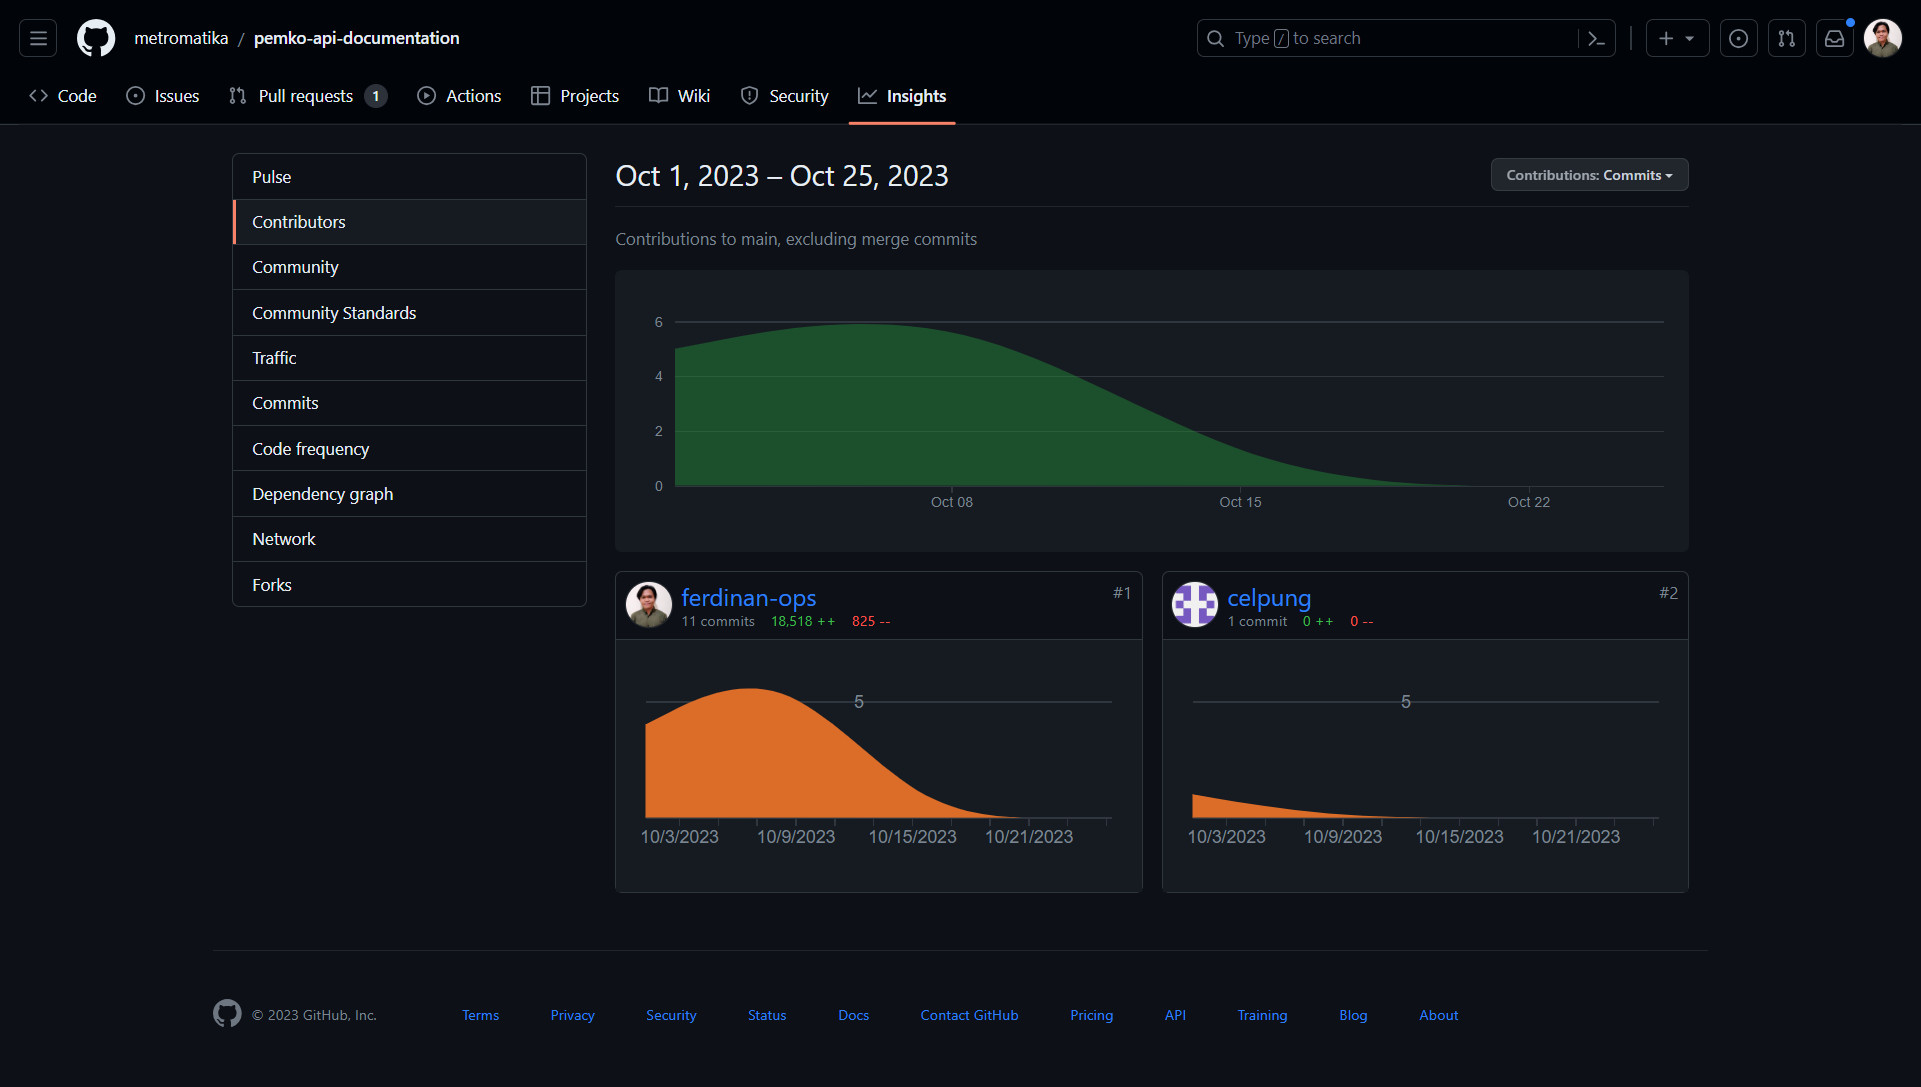 metromatika / pemko-api-documentation
Type / to search
Code Issues Pull requests 1 Actions Projects Wiki Security Insights
Pulse
Contributors
Community
Community Standards
Traffic
Commits
Code frequency
Dependency graph
Network
Forks
Oct 1, 2023 – Oct 25, 2023
Contributions: Commits
Contributions to main, excluding merge commits
6
4
2
0
Oct 08 Oct 15 Oct 22
ferdinan-ops #1
11 commits 18,518 ++ 825 --
5
10/3/2023 10/9/2023 10/15/2023 10/21/2023
celpung #2
1 commit 0 ++ 0 --
5
10/3/2023 10/9/2023 10/15/2023 10/21/2023
© 2023 GitHub, Inc. Terms Privacy Security Status Docs Contact GitHub Pricing API Training Blog About